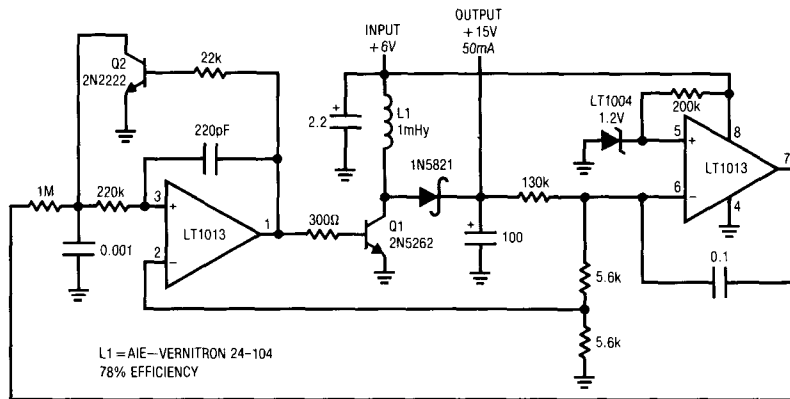 INPUT
+6V
OUTPUT
+15V
50mA
Q2
2N2222
22k
220pF
1M
220k
3
+
LT1013
1
2
−
0.001
300Ω
+
2.2
L1
1mHy
1N5821
Q1
2N5262
130k
+
100
LT1004
1.2V
200k
5
+
8
LT1013
7
6
−
4
0.1
5.6k
5.6k
L1=AIE—VERNITRON 24-104
78% EFFICIENCY